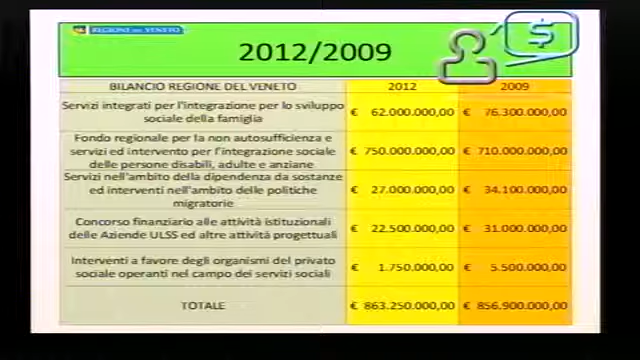 REGIONE DEL VENETO
$
2012/2009
BILANCIO REGIONE DEL VENETO 2012 2009
Servizi integrati per l'integrazione per lo sviluppo
sociale della famiglia
€ 62.000.000,00 € 76.300.000,00
Fondo regionale per la non autosufficienza e
servizi ed intervento per l'integrazione sociale
delle persone disabili, adulte e anziane
€ 750.000.000,00 € 710.000.000,00
Servizi nell'ambito della dipendenza da sostanze
ed interventi nell'ambito delle politiche
migratorie
€ 27.000.000,00 € 34.100.000,00
Concorso finanziario alle attività istituzionali
delle Aziende ULSS ed altre attività progettuali
€ 22.500.000,00 € 31.000.000,00
Interventi a favore degli organismi del privato
sociale operanti nel campo dei servizi sociali
€ 1.750.000,00 € 5.500.000,00
TOTALE € 863.250.000,00 € 856.900.000,00